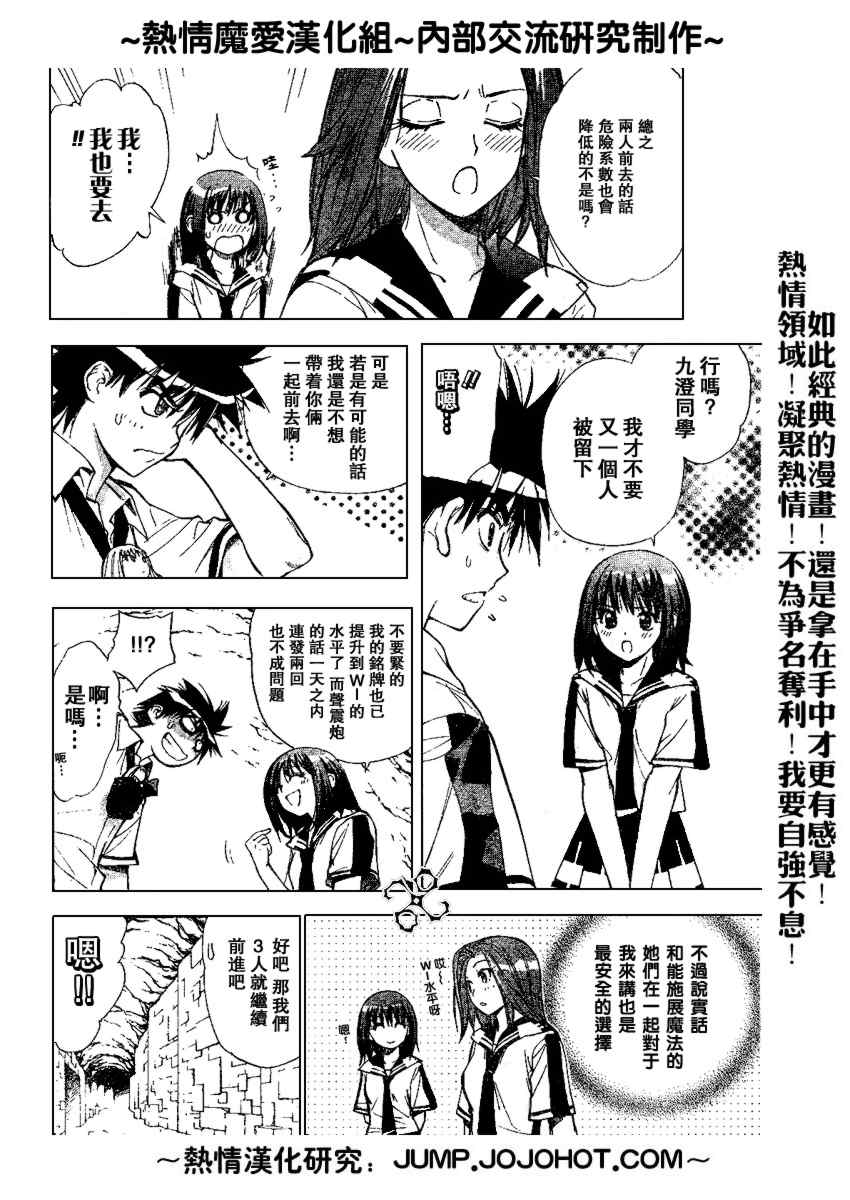 ~熱情魔愛漢化組~內部交流研究制作~
總之
兩人前去的話
危險系數也會
降低的不是嗎?
哇…
我…
我也要去
!!
行嗎?
九澄同學
我才不要
又一個人
被留下
!!
唔嗯…
可是
若是有可能的話
我還是不想
帶着你倆
一起前去啊…
不要緊的
我的銘牌也已
提升到WI的
水平了 而聲震炮
的話一天之內
連發兩回
也不成問題
!!?
啊…
是嗎…
呃…
不過說實話
和能施展魔法的
她們在一起對于
我來講也是
最安全的選擇
哎~
WI水平呀
嗯~
好吧 那我們
3人就繼續
前進吧
嗯!!
如此經典的漫畫!還是拿在手中才更有感覺!
熱情領域!凝聚熱情!不為爭名奪利!我要自強不息!
~熱情漢化研究：JUMP.JOJOHOT.COM~